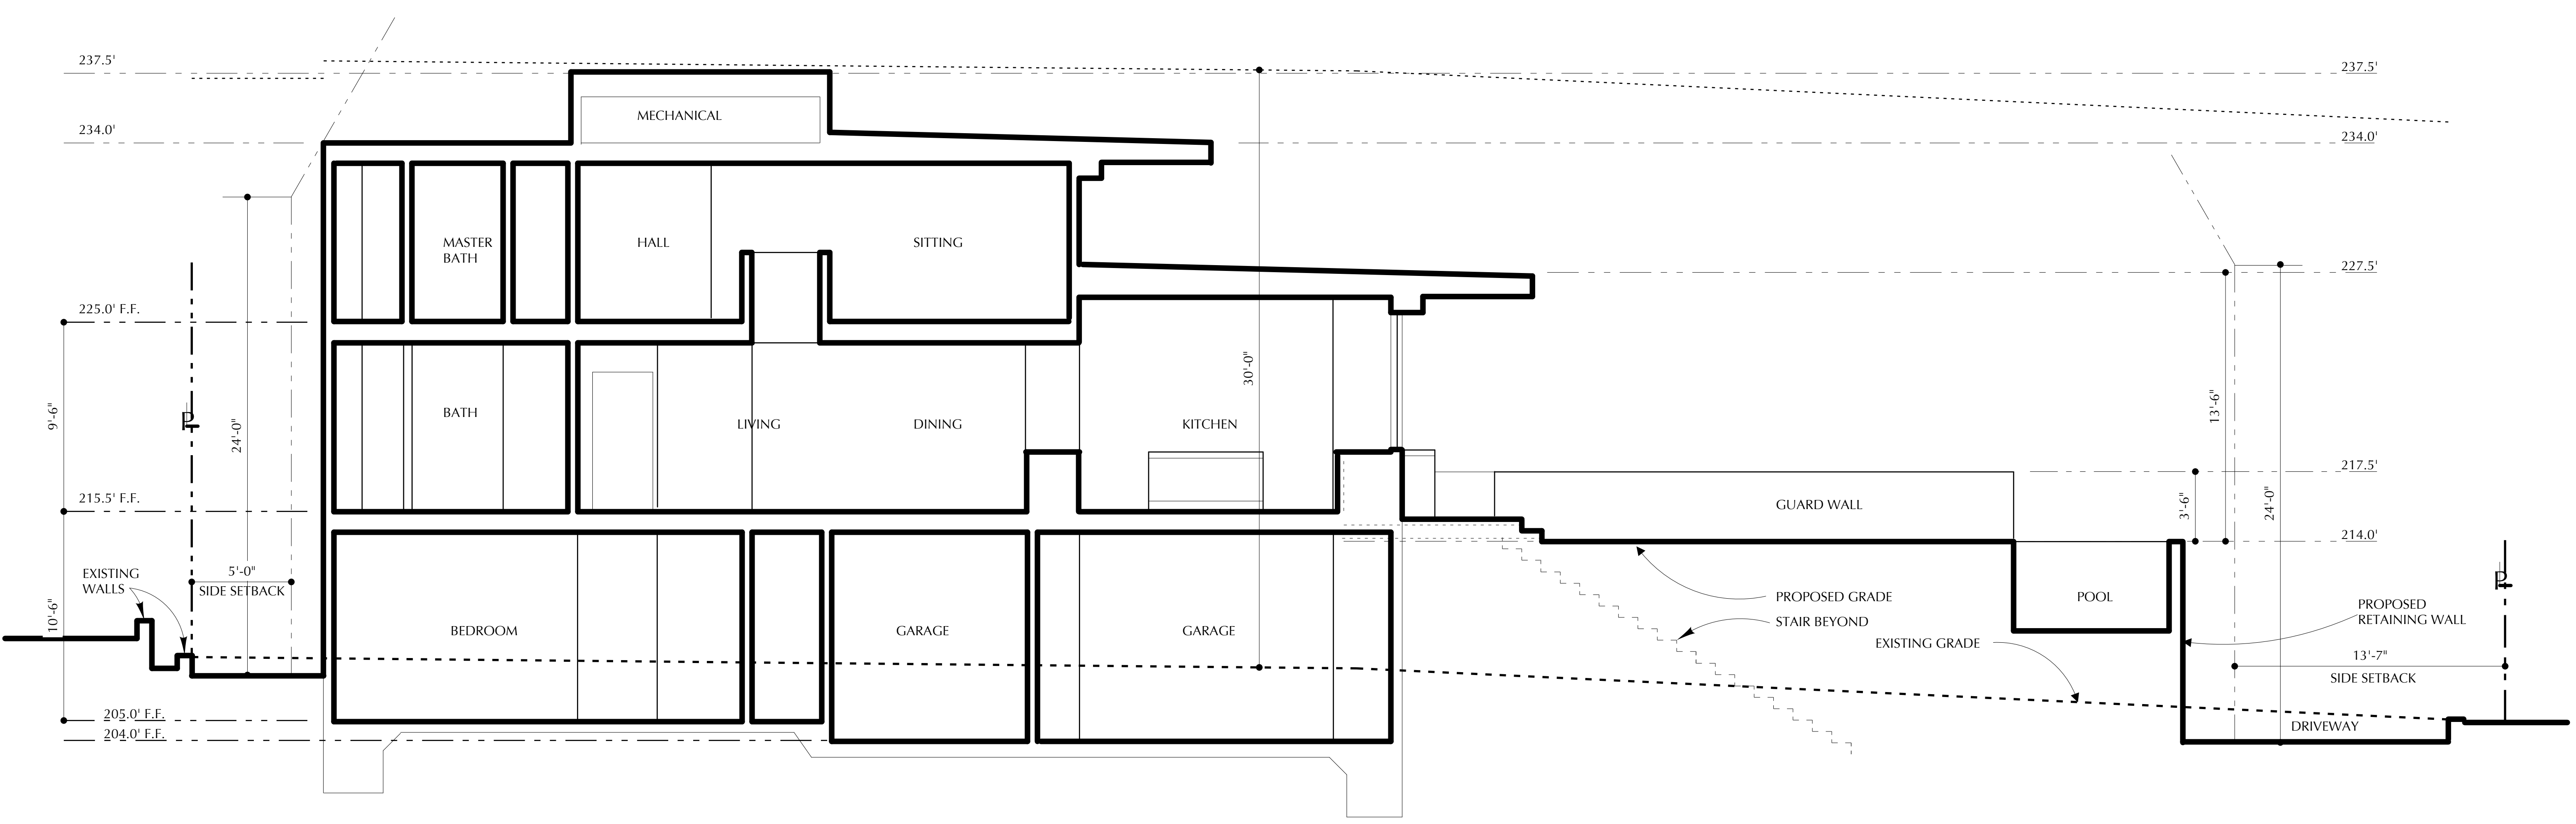 237.5'
237.5'
MECHANICAL
234.0'
234.0'
MASTER
BATH
HALL
SITTING
227.5'
225.0' F.F.
9'-6"
24'-0"
30'-0"
13'-6"
P
BATH
LIVING
DINING
KITCHEN
217.5'
215.5' F.F.
GUARD WALL
3'-6"
24'-0"
214.0'
EXISTING
WALLS
5'-0"
SIDE SETBACK
P
10'-6"
BEDROOM
GARAGE
GARAGE
PROPOSED GRADE
STAIR BEYOND
EXISTING GRADE
POOL
PROPOSED
RETAINING WALL
13'-7"
SIDE SETBACK
205.0' F.F.
204.0' F.F.
DRIVEWAY